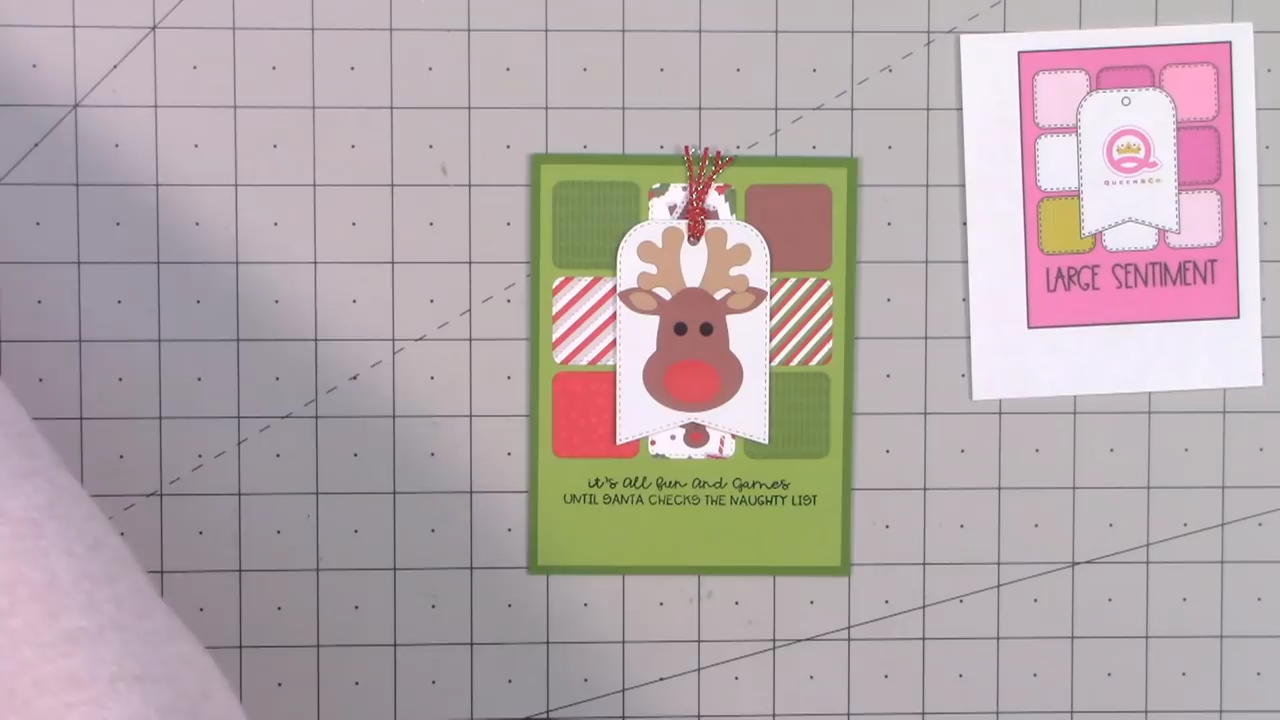 it's All Fun And Games
UNTIL SANTA CHECKS THE NAUGHTY LIST
Q
QUEEN&CO.
LARGE SENTIMENT